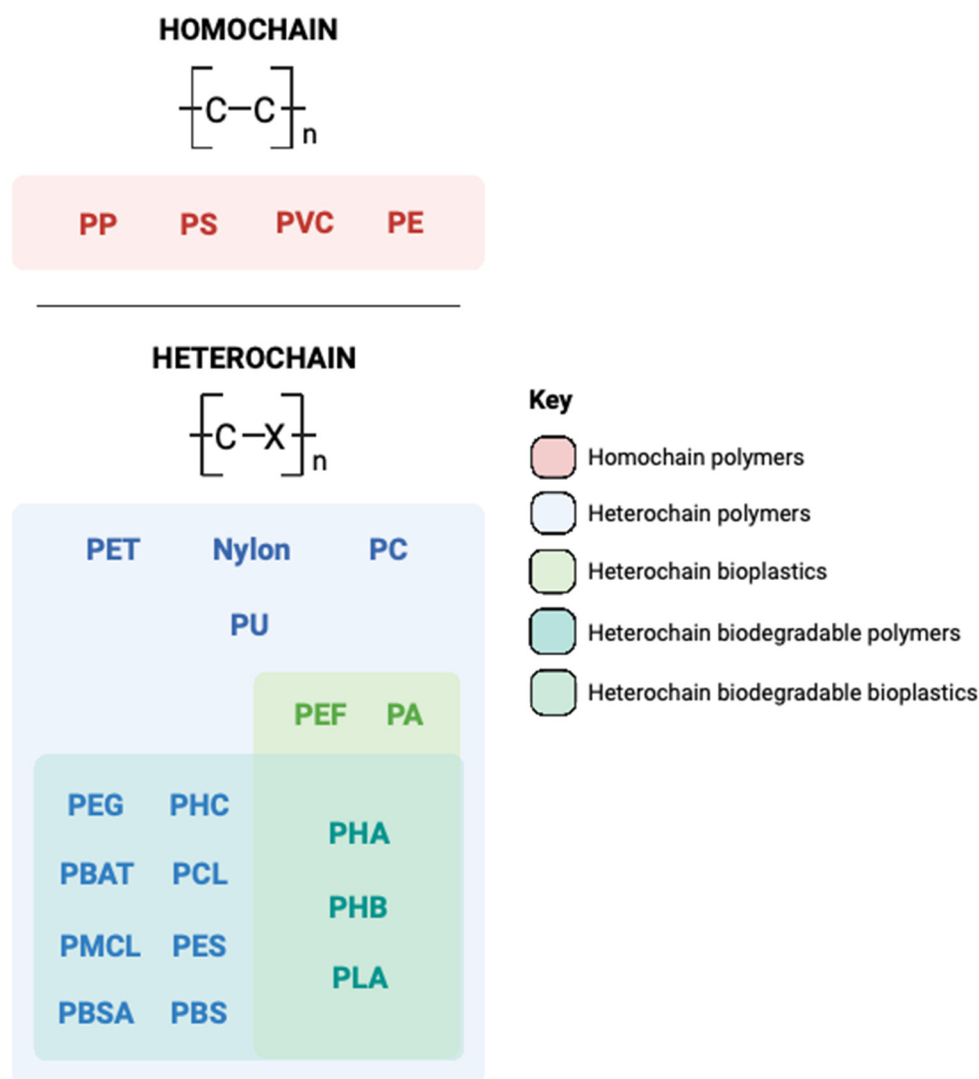 HOMOCHAIN
C–C
n
PP PS PVC PE
HETEROCHAIN
C–X
n
PET Nylon PC
PU
PEF PA
PEG PHC
PHA
PBAT PCL
PHB
PMCL PES
PLA
PBSA PBS
Key
Homochain polymers
Heterochain polymers
Heterochain bioplastics
Heterochain biodegradable polymers
Heterochain biodegradable bioplastics